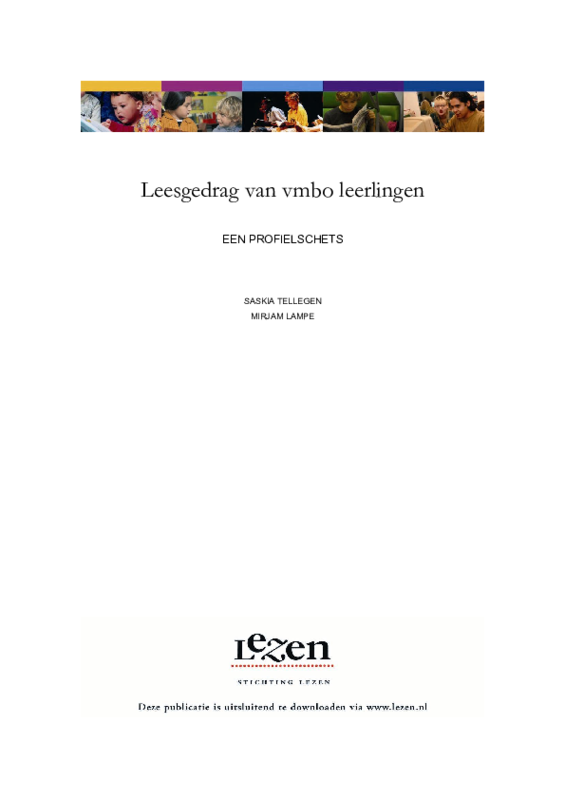 Leesgedrag van vmbo leerlingen
EEN PROFIELSCHETS
SASKIA TELLEGEN
MIRJAM LAMPE
Lezen
STICHTING LEZEN
Deze publicatie is uitsluitend te downloaden via www.lezen.nl